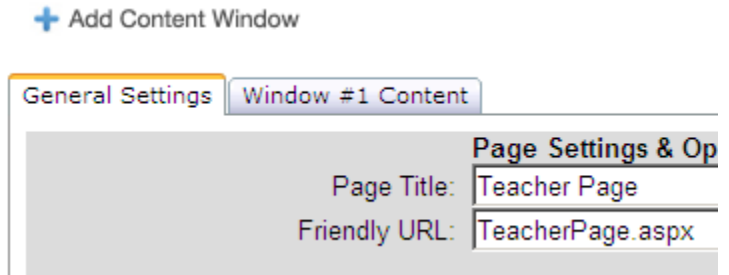 Add Content Window
General Settings Window #1 Content
Page Settings & Op
Page Title: Teacher Page
Friendly URL: TeacherPage.aspx